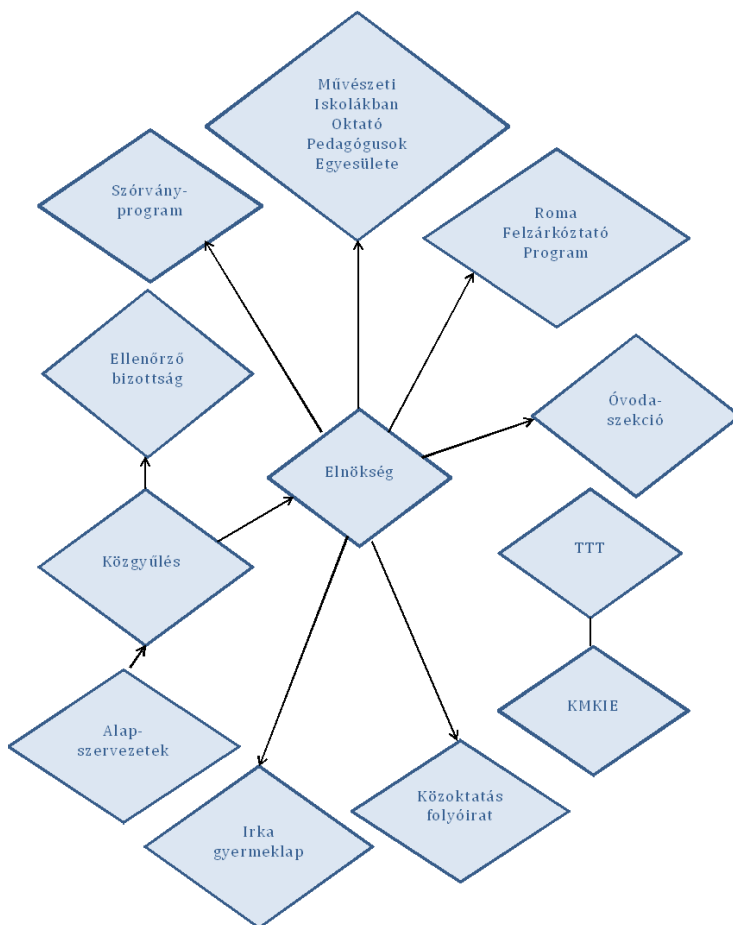 Művészeti
Iskolákban
Oktató
Pedagógusok
Egyesülete
Szórvány-
program
Roma
Felzárkóztató
Program
Ellenőrző
bizottság
Óvoda-
szekció
Elnökség
Közgyűlés
TTT
Alap-
szervezetek
KMKIE
Közoktatás
folyóirat
Irka
gyermeklap